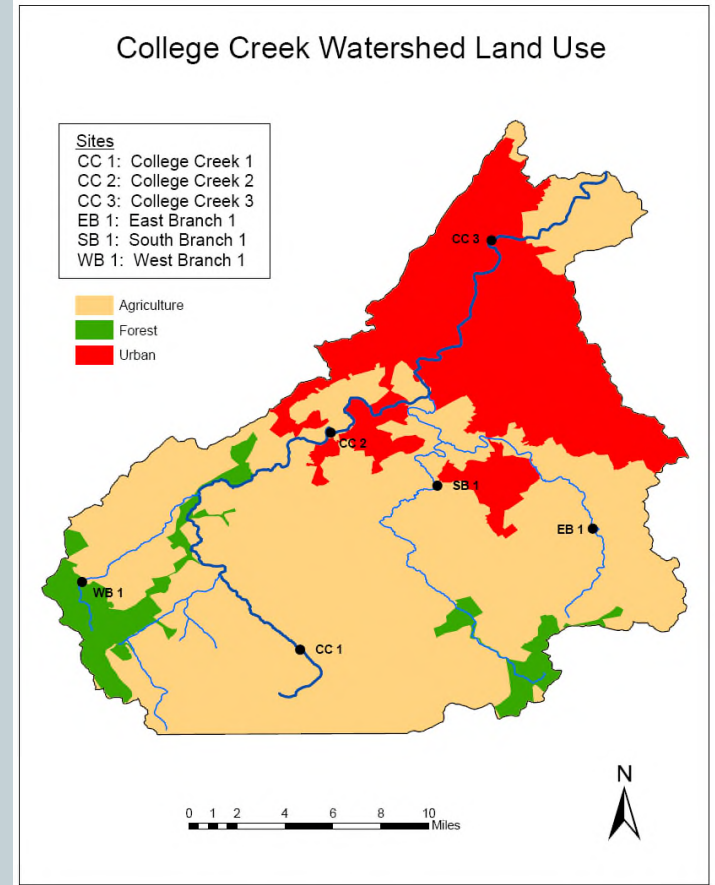 College Creek Watershed Land Use
Sites
CC 1: College Creek 1
CC 2: College Creek 2
CC 3: College Creek 3
EB 1: East Branch 1
SB 1: South Branch 1
WB 1: West Branch 1
Agriculture
Forest
Urban
CC 3
CC 2
SB 1
EB 1
WB 1
CC 1
N
0 1 2 4 6 8 10
Miles